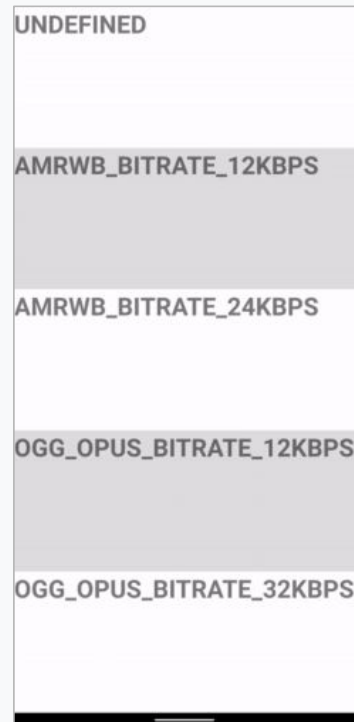 UNDEFINED
AMRWB_BITRATE_12KBPS
AMRWB_BITRATE_24KBPS
OGG_OPUS_BITRATE_12KBPS
OGG_OPUS_BITRATE_32KBPS